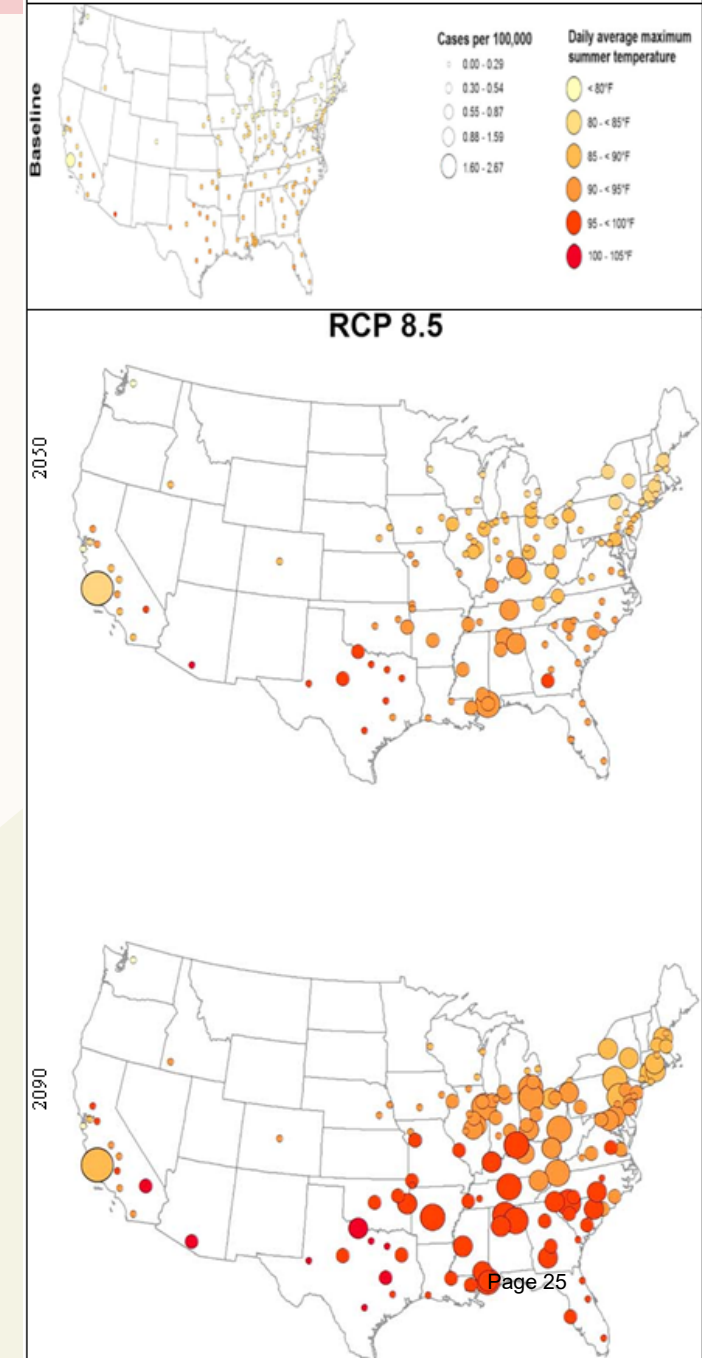 Baseline
Cases per 100,000
0.00 - 0.29
0.30 - 0.54
0.55 - 0.87
0.88 - 1.59
1.60 - 2.67
Daily average maximum
summer temperature
< 80°F
80 - < 85°F
85 - < 90°F
90 - < 95°F
95 - < 100°F
100 - 105°F
RCP 8.5
2050
2090
Page 25